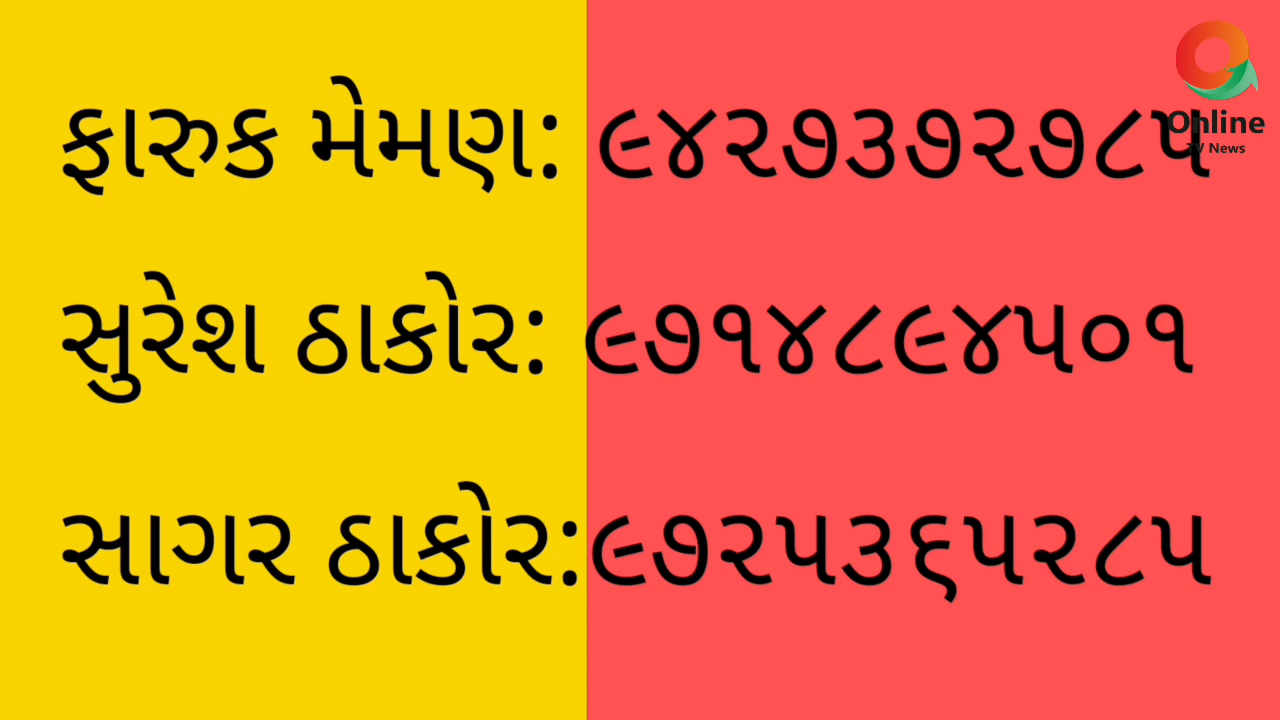 ફારુક મેમણ: ૯૪૨૭૩૭૨૭૮૫
સુરેશ ઠાકોર: ૯૭૧૪૮૯૪૫૦૧
સાગર ઠાકોર:૯૭૨૫૩૬૫૨૮૫
Online
TV News